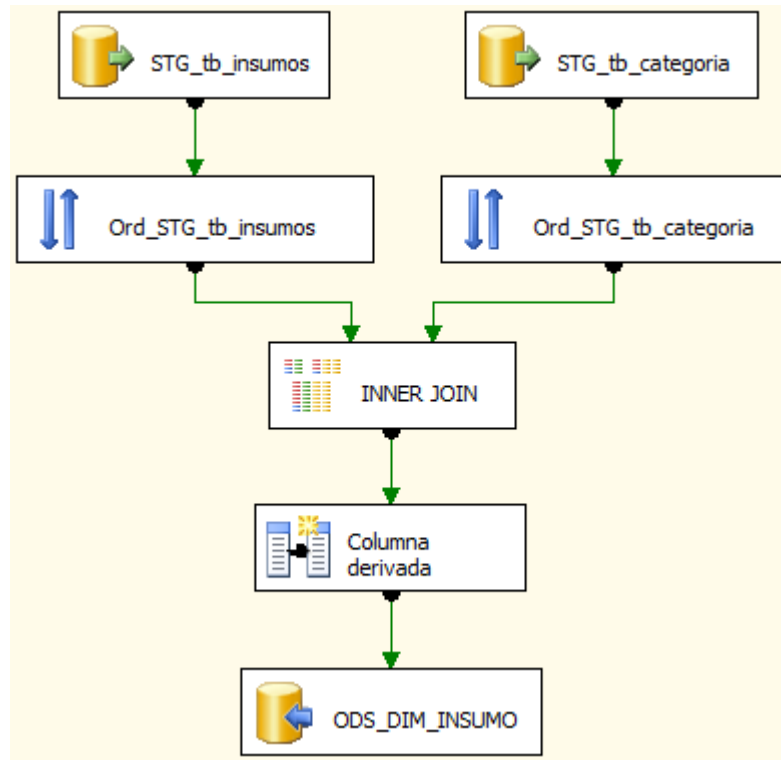 STG_tb_insumos
STG_tb_categoria
Ord_STG_tb_insumos
Ord_STG_tb_categoria
INNER JOIN
Columna
derivada
ODS_DIM_INSUMO